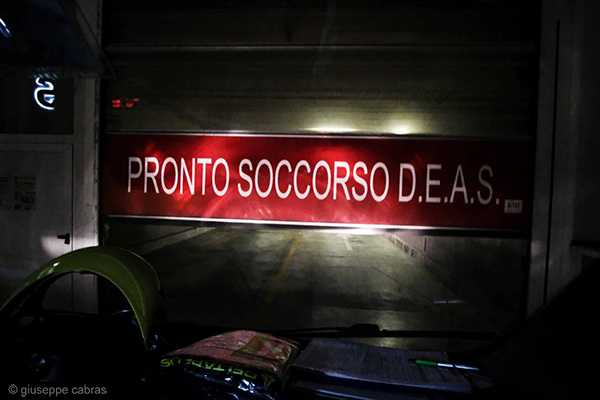 PRONTO SOCCORSO D.E.A.S.
© giuseppe cabras